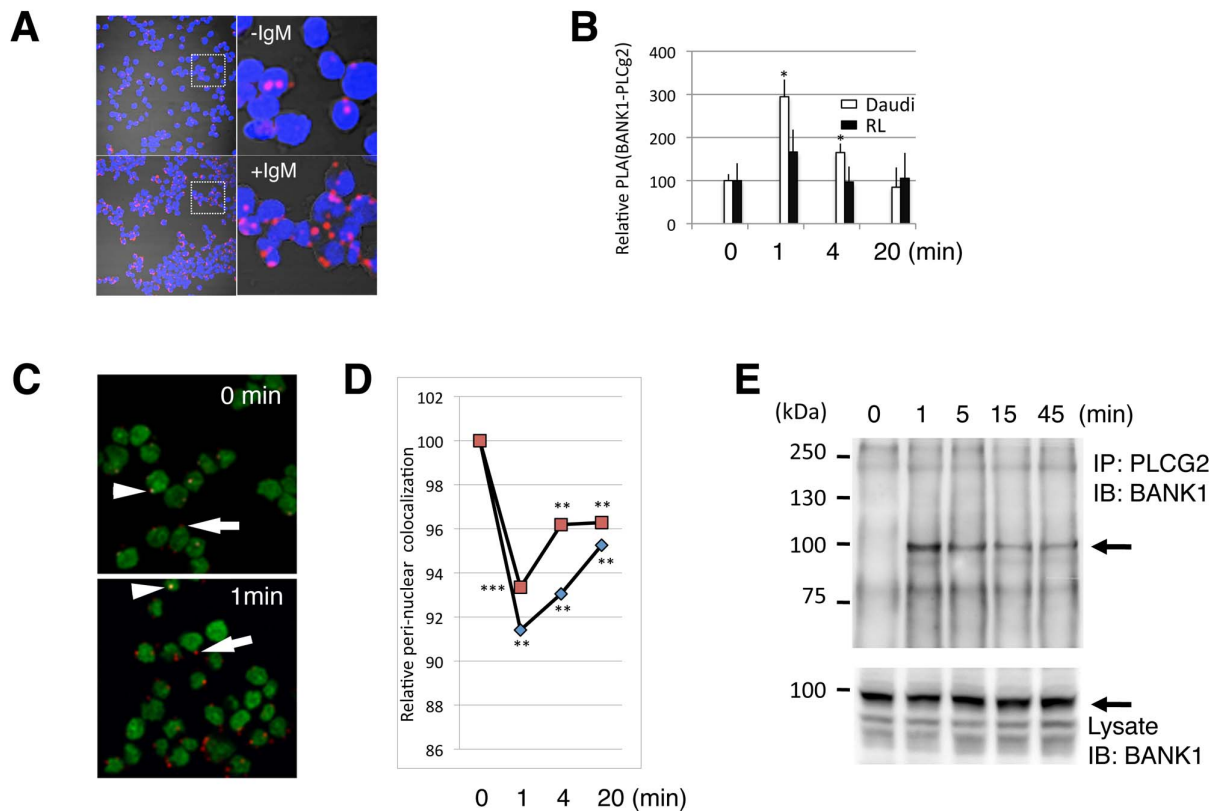 A
-IgM
+IgM
B
Relative PLA(BANK1-PLCg2)
400
300
200
100
0
*
*
Daudi
RL
0 1 4 20 (min)
C
0 min
1min
D
Relative peri-nuclear colocalization
102
100
98
96
94
92
90
88
86
***
**
**
**
**
**
0 1 4 20 (min)
E
(kDa) 0 1 5 15 45 (min)
250
130
100
75
IP: PLCG2
IB: BANK1
100
Lysate
IB: BANK1